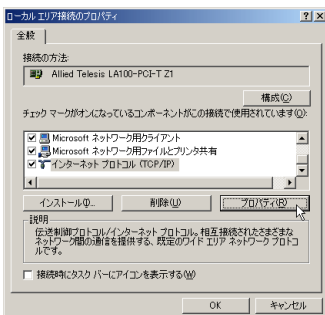 ローカル エリア接続のプロパティ
全般
接続の方法:
Allied Telesis LA100-PCI-T Z1
構成(C)
チェック マークがオンになっているコンポーネントがこの接続で使用されています(O):
Microsoft ネットワーク用クライアント
Microsoft ネットワーク用ファイルとプリンタ共有
インターネット プロトコル (TCP/IP)
インストール(I)...
削除(U)
プロパティ(R)
説明
伝送制御プロトコル/インターネット プロトコル。相互接続されたさまざまな
ネットワーク間の通信を提供する、既定のワイド エリア ネットワーク プロトコ
ルです。
接続時にタスク バーにアイコンを表示する(W)
OK
キャンセル